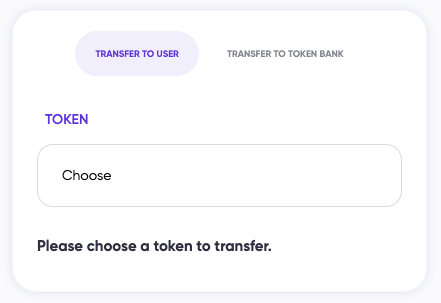 TRANSFER TO USER TRANSFER TO TOKEN BANK
TOKEN
Choose
Please choose a token to transfer.